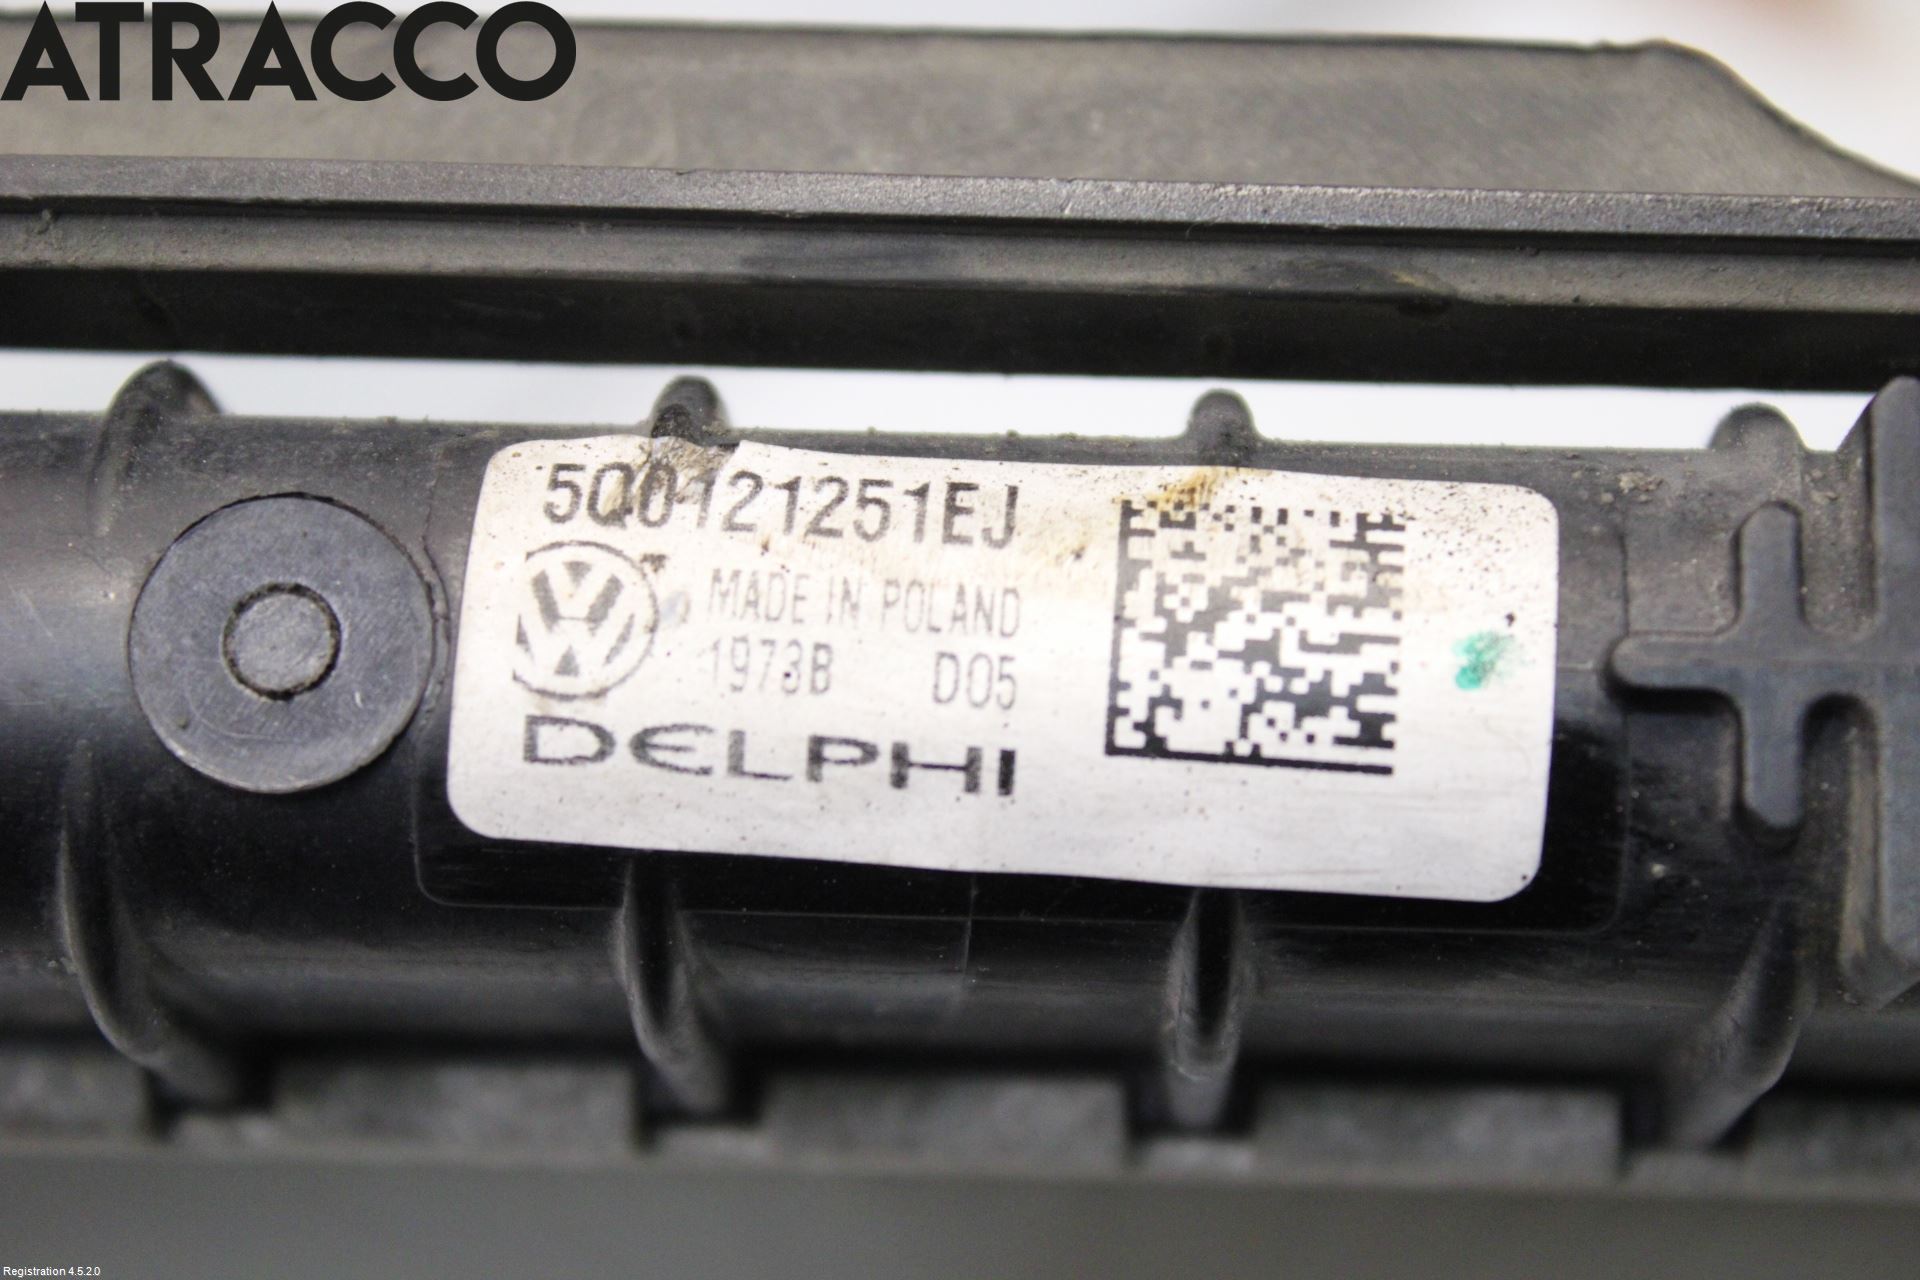 ATRACCO
5Q0121251EJ
MADE IN POLAND
1973B D05
DELPHI
Registration 4.5.2.0